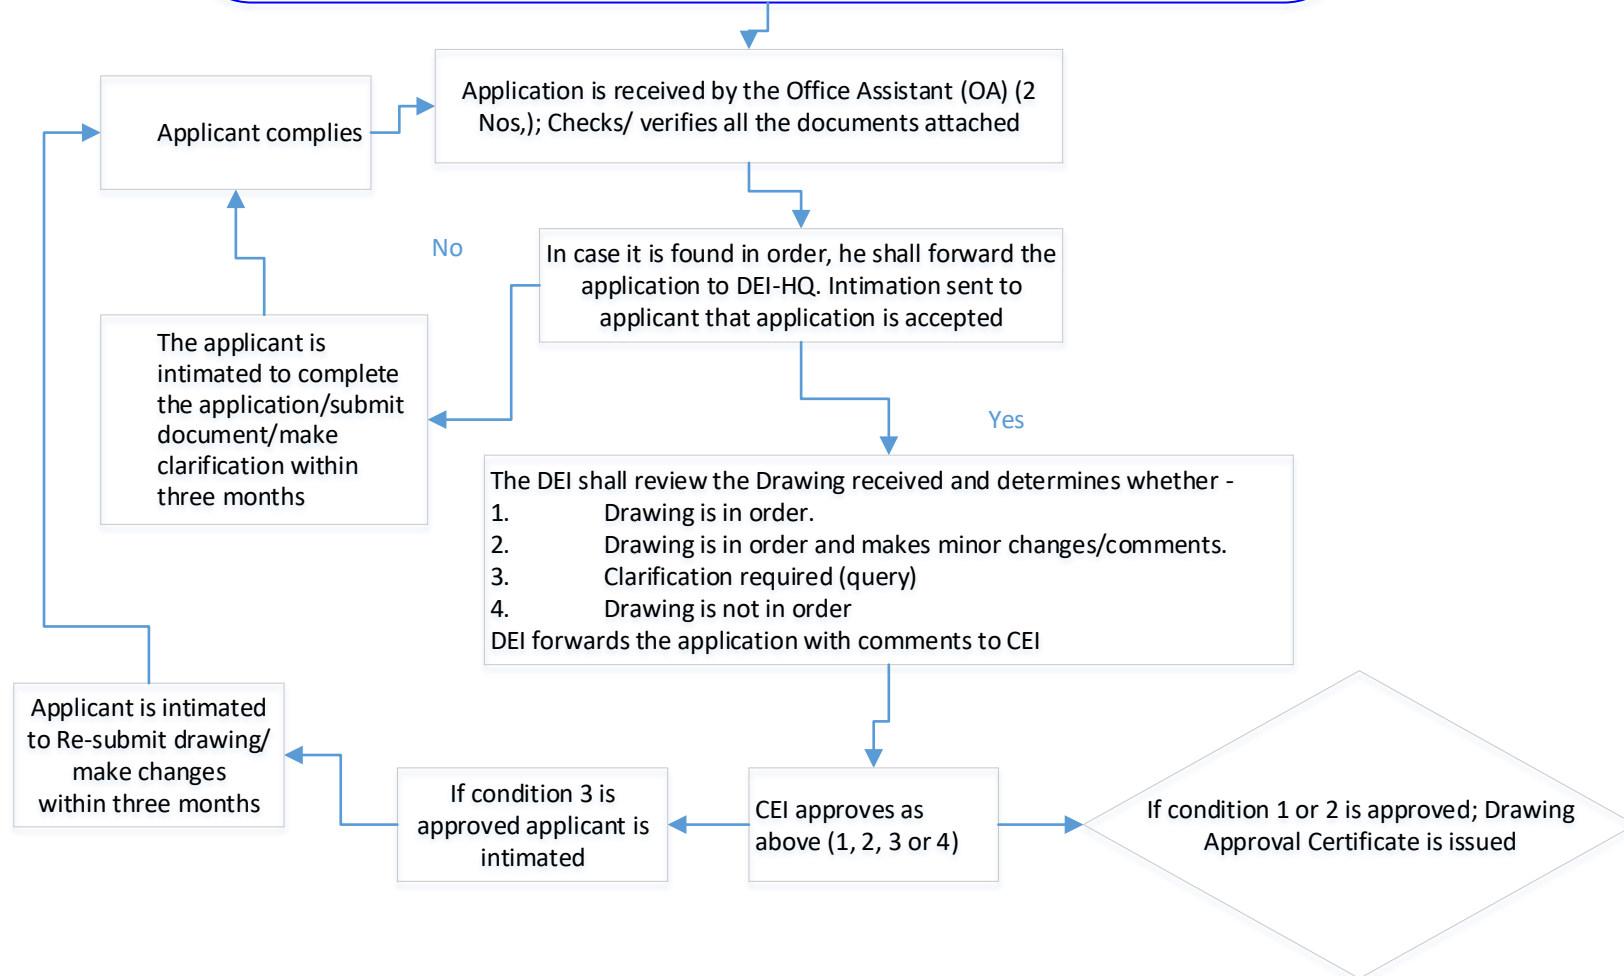 Application is received by the Office Assistant (OA) (2
Nos,); Checks/ verifies all the documents attached
Applicant complies
No
In case it is found in order, he shall forward the
application to DEI-HQ. Intimation sent to
applicant that application is accepted
The applicant is
intimated to complete
the application/submit
document/make
clarification within
three months
Yes
The DEI shall review the Drawing received and determines whether -
1. Drawing is in order.
2. Drawing is in order and makes minor changes/comments.
3. Clarification required (query)
4. Drawing is not in order
DEI forwards the application with comments to CEI
Applicant is intimated
to Re-submit drawing/
make changes
within three months
If condition 3 is
approved applicant is
intimated
CEI approves as
above (1, 2, 3 or 4)
If condition 1 or 2 is approved; Drawing
Approval Certificate is issued